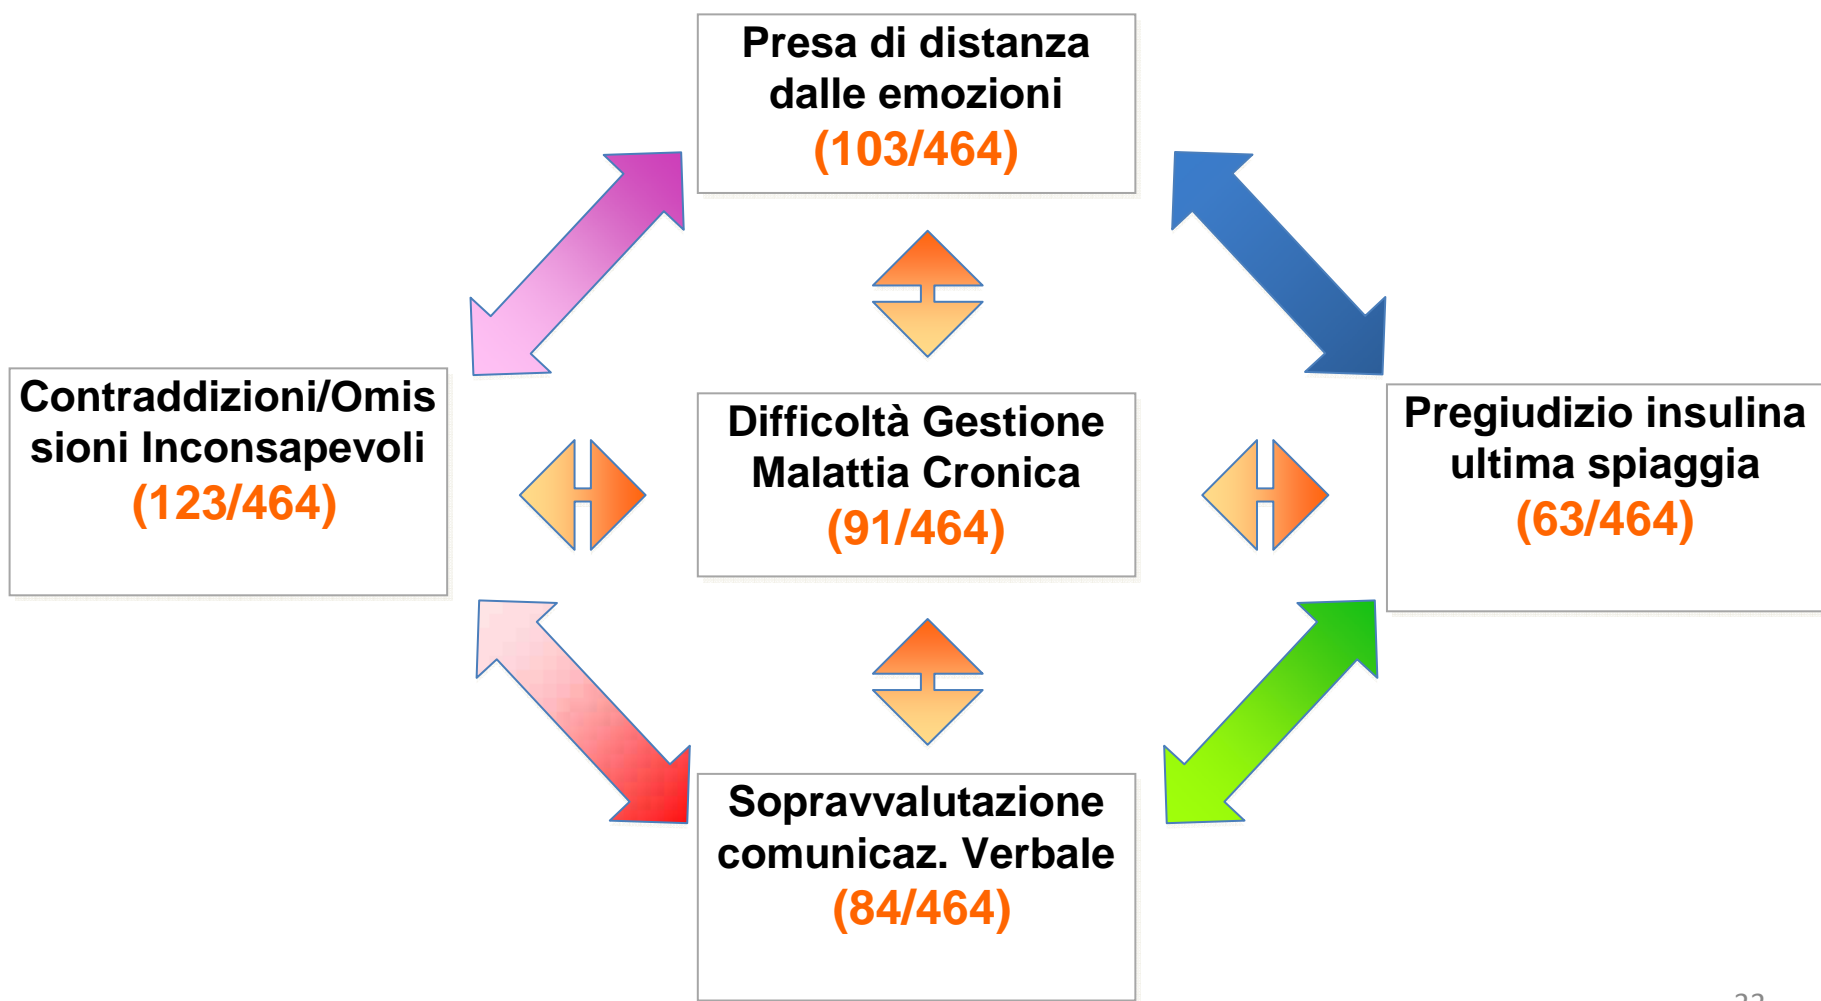 Presa di distanza
dalle emozioni
(103/464)
Contraddizioni/Omis
sioni Inconsapevoli
(123/464)
Difficoltà Gestione
Malattia Cronica
(91/464)
Pregiudizio insulina
ultima spiaggia
(63/464)
Sopravvalutazione
comunicaz. Verbale
(84/464)